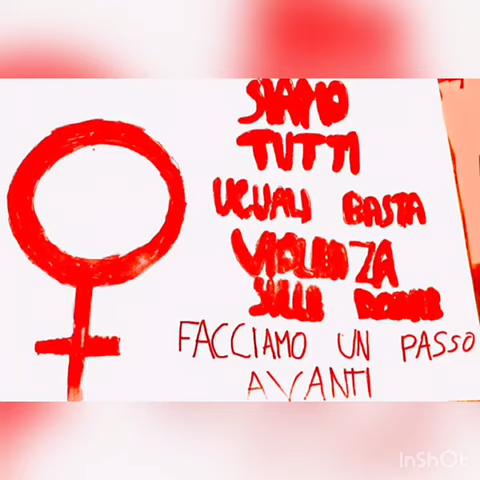 SIAMO
TUTTI
UGUALI BASTA
VIOLENZA
SULLE DONNE
FACCIAMO UN PASSO
AVANTI
InShOt